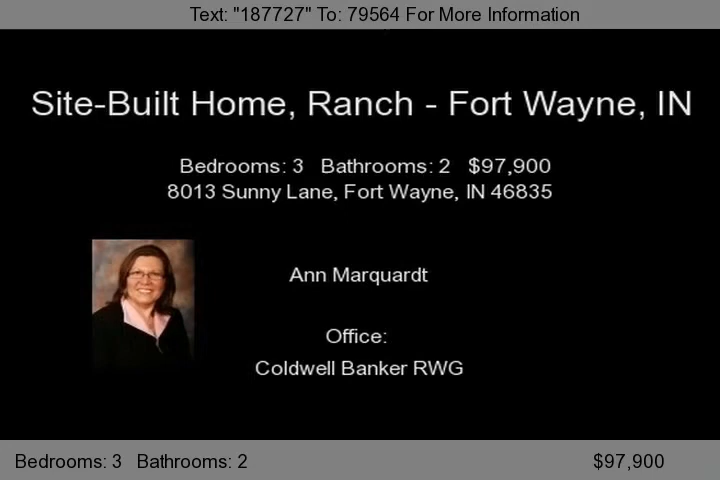 Text: "187727" To: 79564 For More Information
Site-Built Home, Ranch - Fort Wayne, IN
Bedrooms: 3 Bathrooms: 2 $97,900
8013 Sunny Lane, Fort Wayne, IN 46835
Ann Marquardt
Office:
Coldwell Banker RWG
Bedrooms: 3 Bathrooms: 2 $97,900